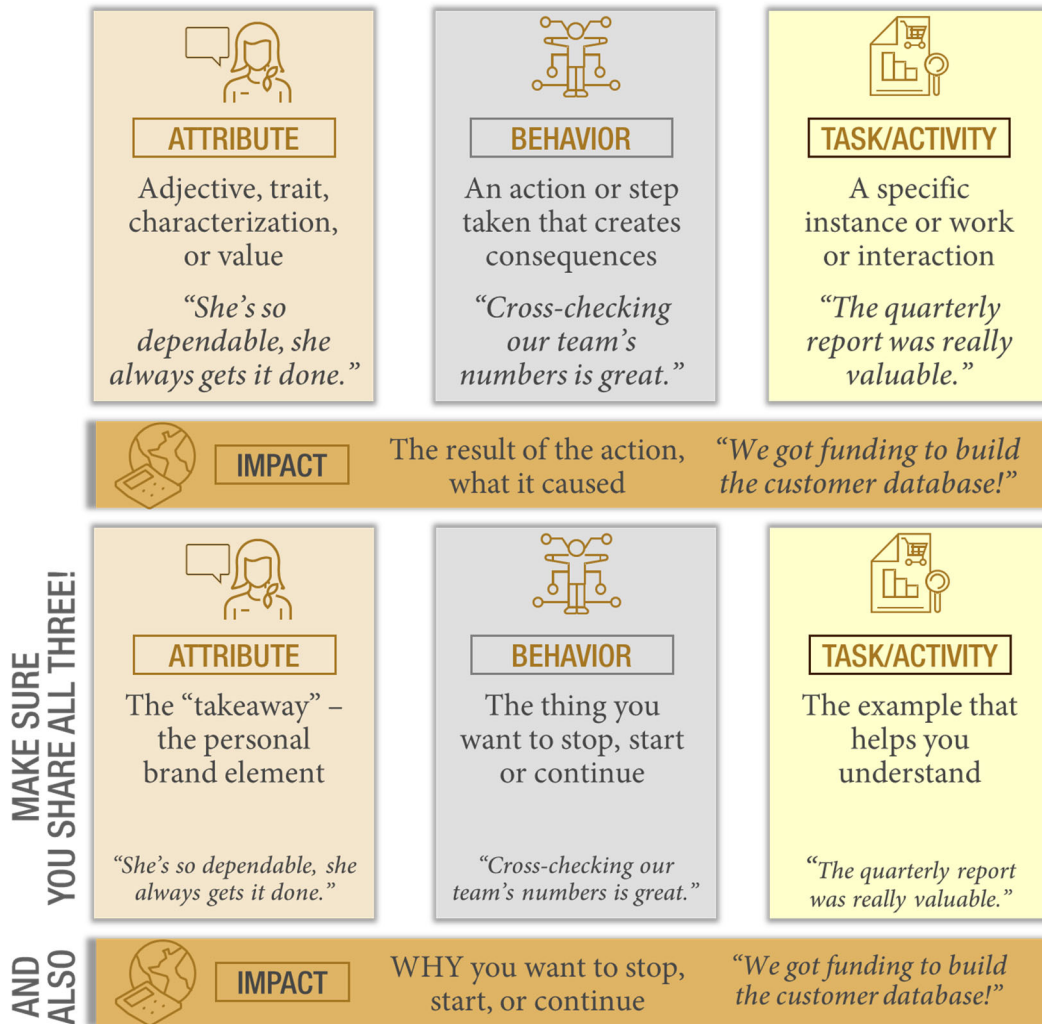 ATTRIBUTE
Adjective, trait,
characterization,
or value
“She’s so
dependable, she
always gets it done.”
BEHAVIOR
An action or step
taken that creates
consequences
“Cross-checking
our team’s
numbers is great.”
TASK/ACTIVITY
A specific
instance or work
or interaction
“The quarterly
report was really
valuable.”
IMPACT
The result of the action,
what it caused
“We got funding to build
the customer database!”
MAKE SURE
YOU SHARE ALL THREE!
ATTRIBUTE
The “takeaway” –
the personal
brand element
“She’s so dependable, she
always gets it done.”
BEHAVIOR
The thing you
want to stop, start
or continue
“Cross-checking our
team’s numbers is great.”
TASK/ACTIVITY
The example that
helps you
understand
“The quarterly report
was really valuable.”
AND
ALSO
IMPACT
WHY you want to stop,
start, or continue
“We got funding to build
the customer database!”